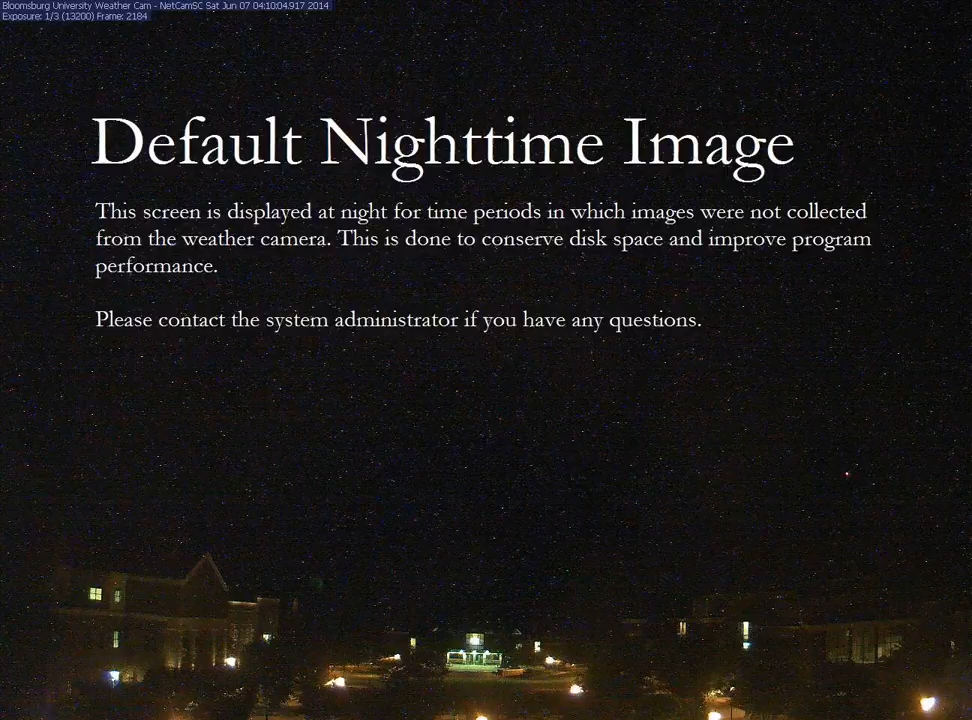 Bloomsburg University Weather Cam - NetCamSC Sat Jun 07 04:10:04.917 2014
Exposure: 1/3 (13200) Frame: 2184
Default Nighttime Image
This screen is displayed at night for time periods in which images were not collected
from the weather camera. This is done to conserve disk space and improve program
performance.
Please contact the system administrator if you have any questions.